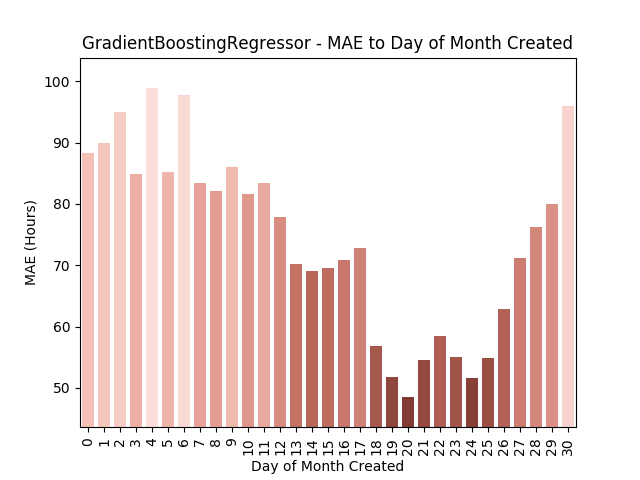 GradientBoostingRegressor - MAE to Day of Month Created
100
90
80
70
60
50
MAE (Hours)
0 1 2 3 4 5 6 7 8 9 10 11 12 13 14 15 16 17 18 19 20 21 22 23 24 25 26 27 28 29 30
Day of Month Created